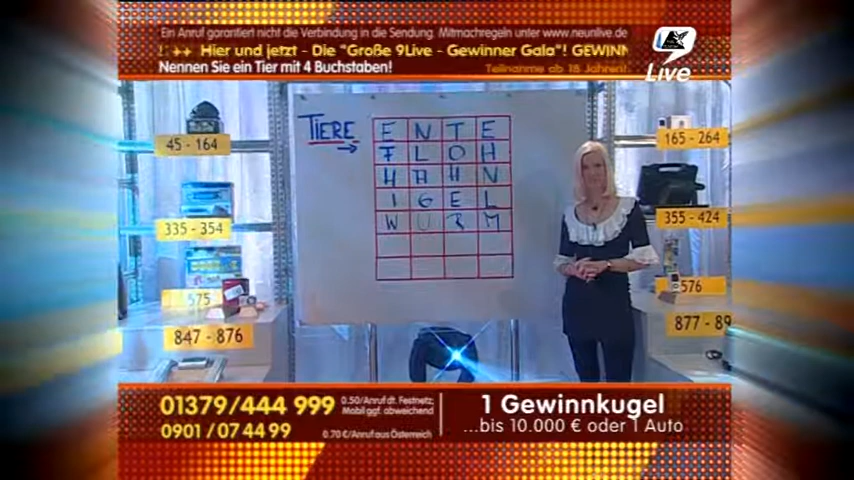 Ein Anruf garantiert nicht die Verbindung in die Sendung. Mitmachregeln unter www.neunlive.de
! ++ Hier und jetzt - Die "Große 9Live - Gewinner Gala"! GEWINN
Nennen Sie ein Tier mit 4 Buchstaben!
Teilnahme ab 18 Jahren!
Live
TIERE
ENTE
FLOH
HAHN
IGEL
WURM
45 - 164
165 - 264
335 - 354
355 - 424
575
576
847 - 876
877 - 89
01379/444 999
0.50/Anruf dt. Festnetz;
Mobil ggf. abweichend
0901/07 44 99
0.70 €/Anruf aus Österreich
1 Gewinnkugel
...bis 10.000 € oder 1 Auto